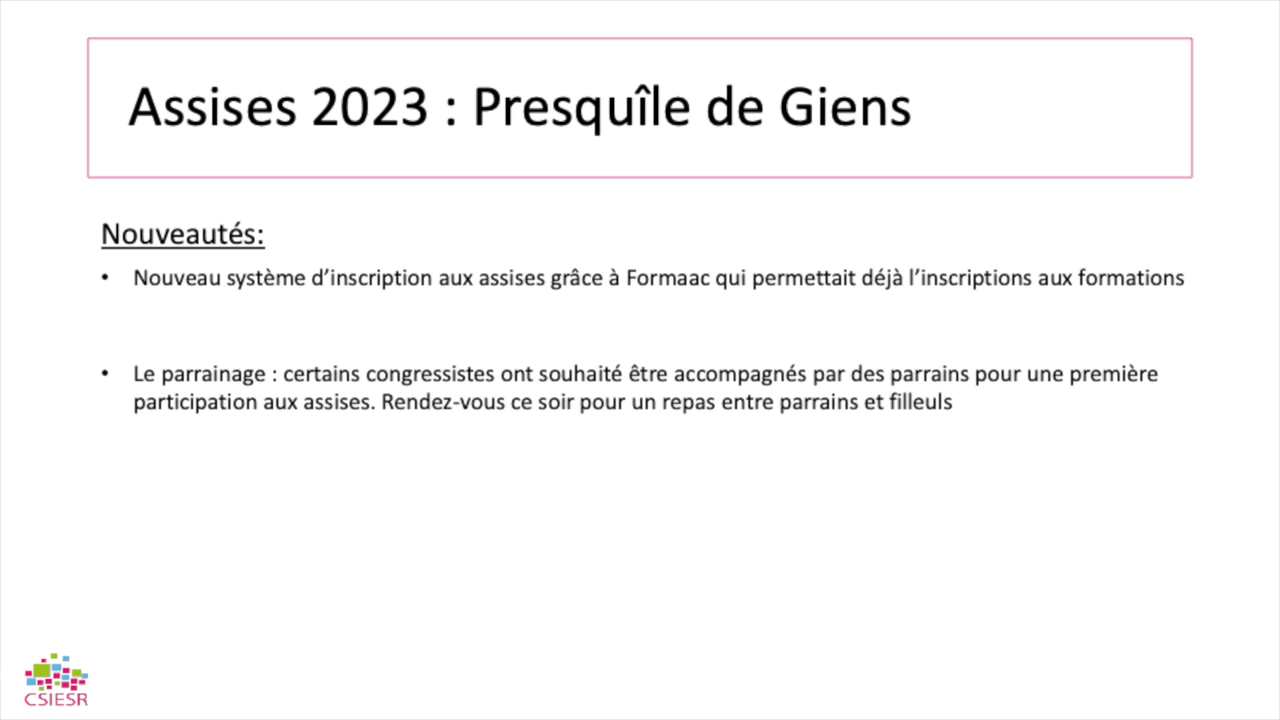 Assises 2023 : Presquîle de Giens
Nouveautés:
• Nouveau système d’inscription aux assises grâce à Formaac qui permettait déjà l’inscriptions aux formations
• Le parrainage : certains congressistes ont souhaité être accompagnés par des parrains pour une première
participation aux assises. Rendez-vous ce soir pour un repas entre parrains et filleuls
CSIESR